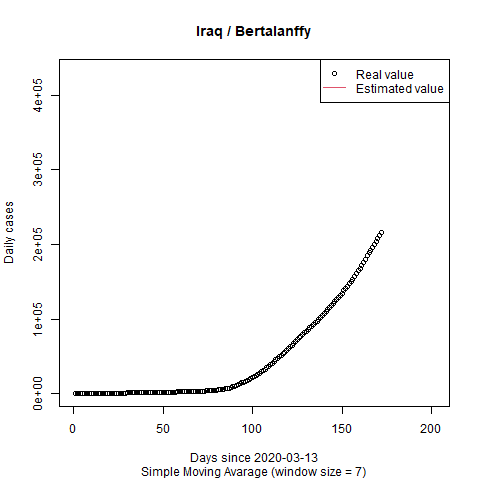 Iraq / Bertalanffy
Real value
Estimated value
Daily cases
4e+05
3e+05
2e+05
1e+05
0e+00
0 50 100 150 200
Days since 2020-03-13
Simple Moving Avarage (window size = 7)